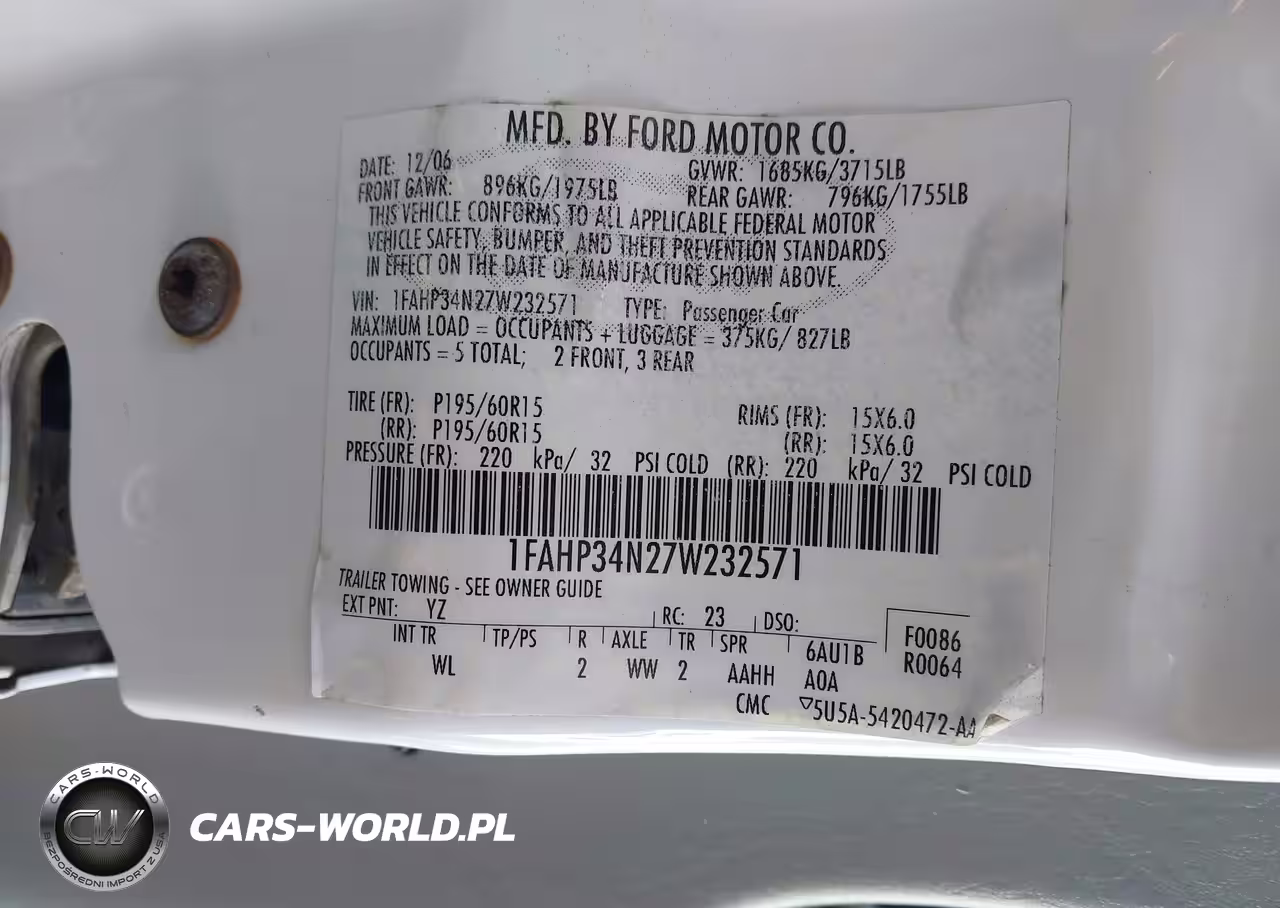 MFD. BY FORD MOTOR CO.
DATE: 12/06 GVWR: 1685KG/3715LB
FRONT GAWR: 896KG/1975LB REAR GAWR: 796KG/1755LB
THIS VEHICLE CONFORMS TO ALL APPLICABLE FEDERAL MOTOR
VEHICLE SAFETY, BUMPER, AND THEFT PREVENTION STANDARDS
IN EFFECT ON THE DATE OF MANUFACTURE SHOWN ABOVE.
VIN: 1FAHP34N27W232571 TYPE: Passenger Car
MAXIMUM LOAD = OCCUPANTS + LUGGAGE = 375KG/ 827LB
OCCUPANTS = 5 TOTAL; 2 FRONT, 3 REAR
TIRE (FR): P195/60R15 RIMS (FR): 15X6.0
(RR): P195/60R15 (RR): 15X6.0
PRESSURE (FR): 220 kPa/ 32 PSI COLD (RR): 220 kPa/ 32 PSI COLD
1FAHP34N27W232571
TRAILER TOWING - SEE OWNER GUIDE
EXT PNT: YZ RC: 23 DSO: F0086
INT TR TP/PS R AXLE TR SPR 6AU1B R0064
WL 2 WW 2 AAHH A0A
CMC ▽5U5A-5420472-AA
CARS-WORLD
CW
BEZPOŚREDNI IMPORT Z USA
CARS-WORLD.PL